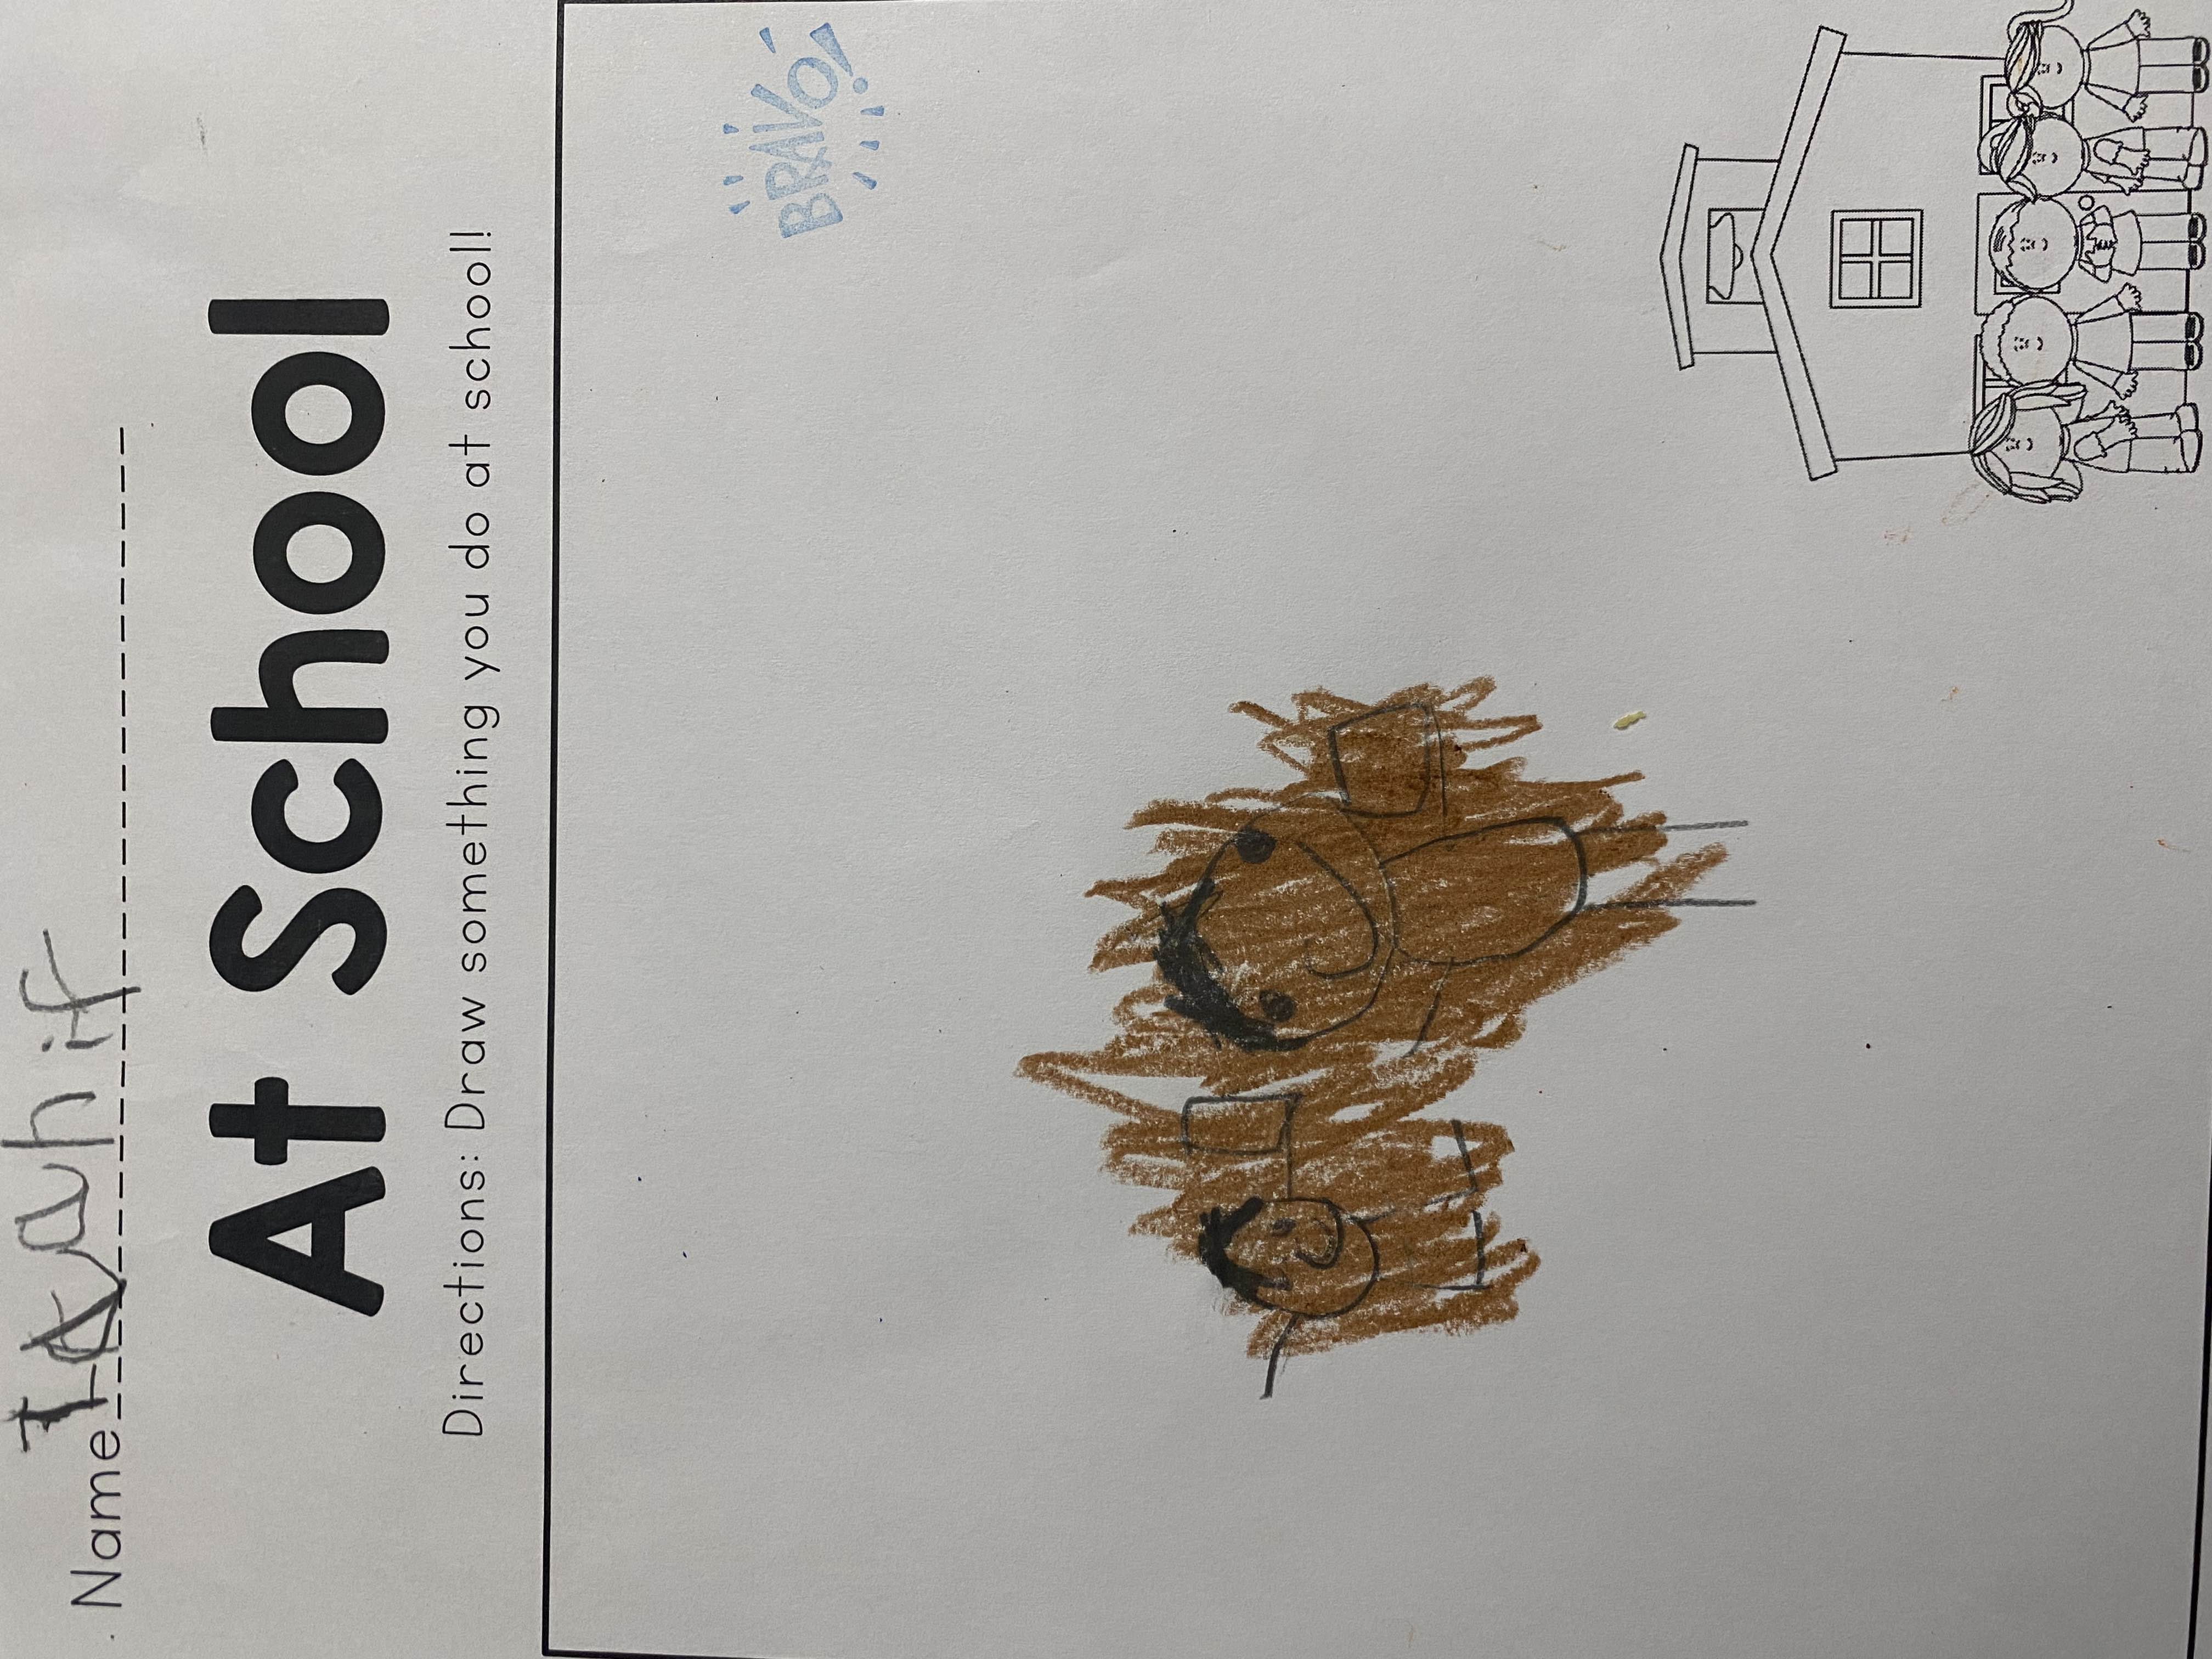 Name
At School
Directions: Draw something you do at school!
BRAVO!